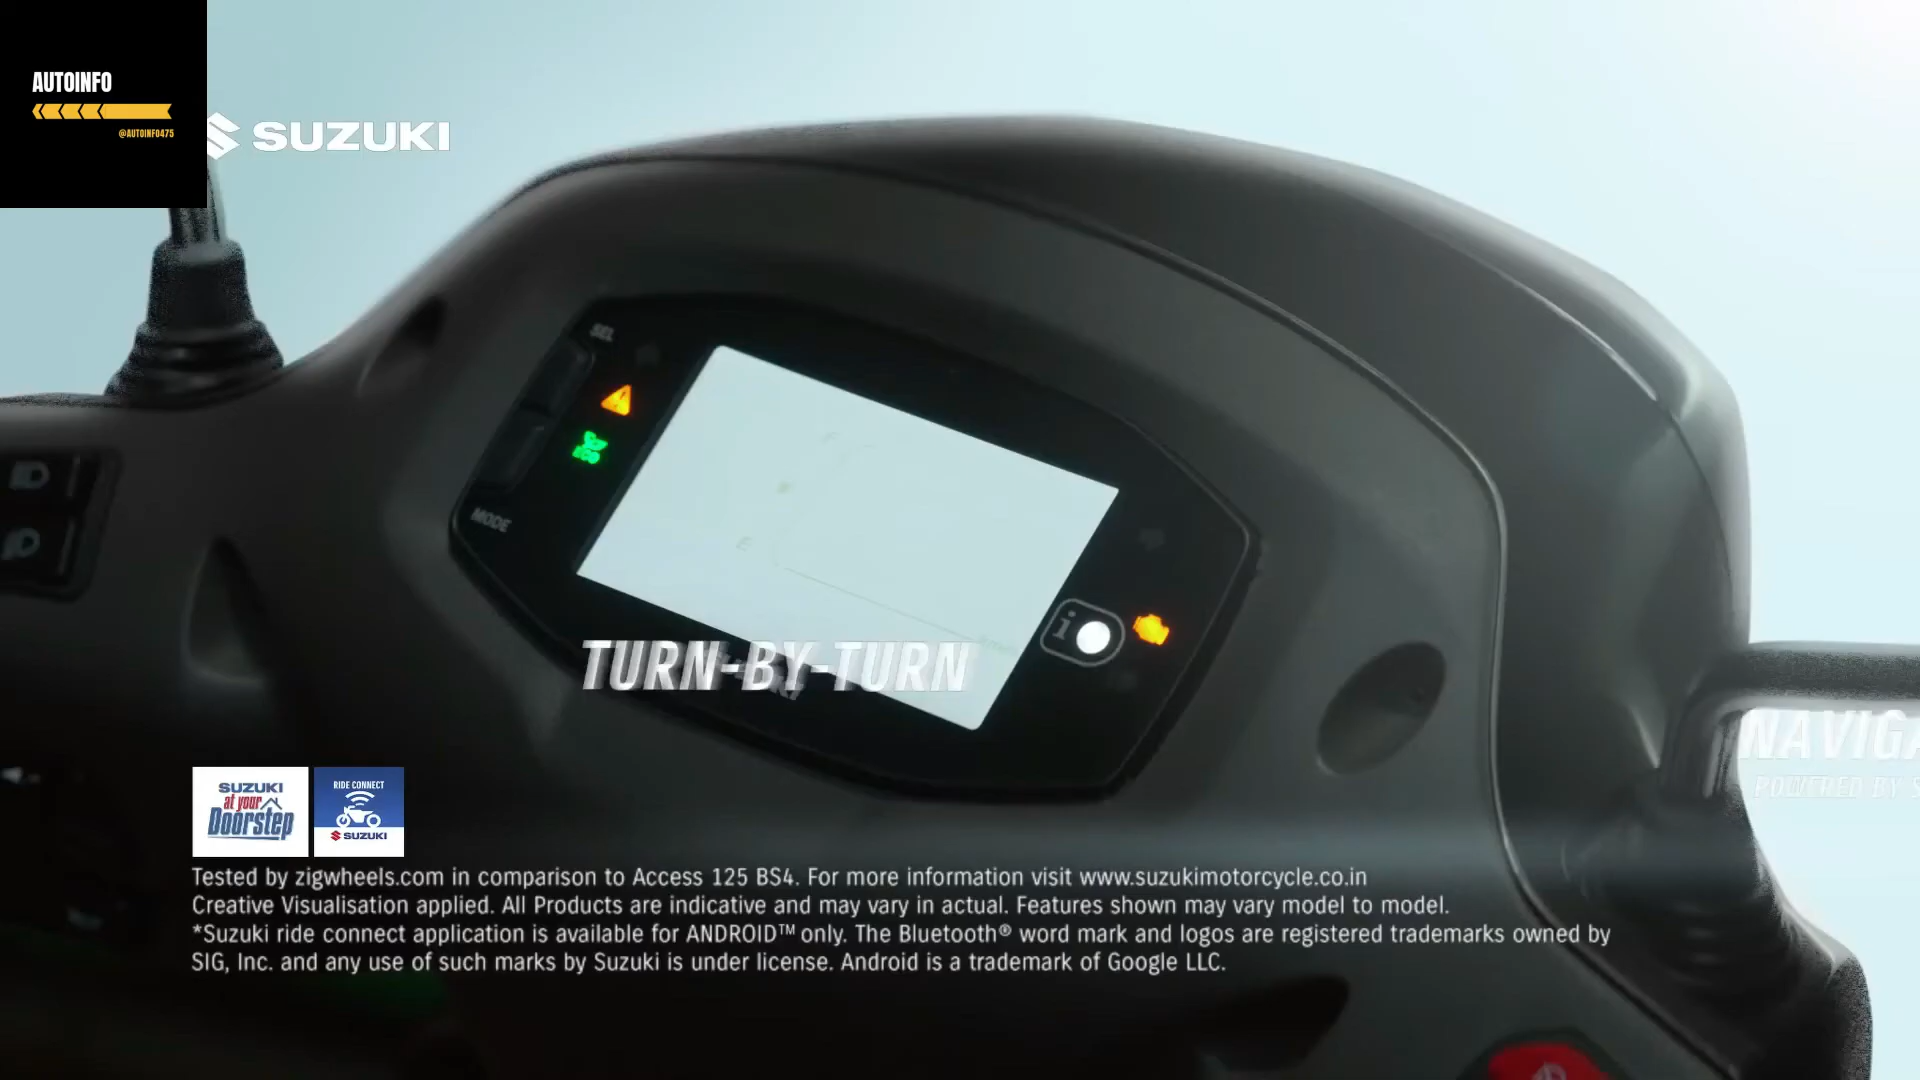 AUTOINFO
@AUTOINFO475
SUZUKI
SEL
ECO
MODE
F
E
i
TURN-BY-TURN
NAVIGA
POWERED BY S
SUZUKI
at your
Doorstep
RIDE CONNECT
SUZUKI
Tested by zigwheels.com in comparison to Access 125 BS4. For more information visit www.suzukimotorcycle.co.in
Creative Visualisation applied. All Products are indicative and may vary in actual. Features shown may vary model to model.
*Suzuki ride connect application is available for ANDROID™ only. The Bluetooth® word mark and logos are registered trademarks owned by
SIG, Inc. and any use of such marks by Suzuki is under license. Android is a trademark of Google LLC.